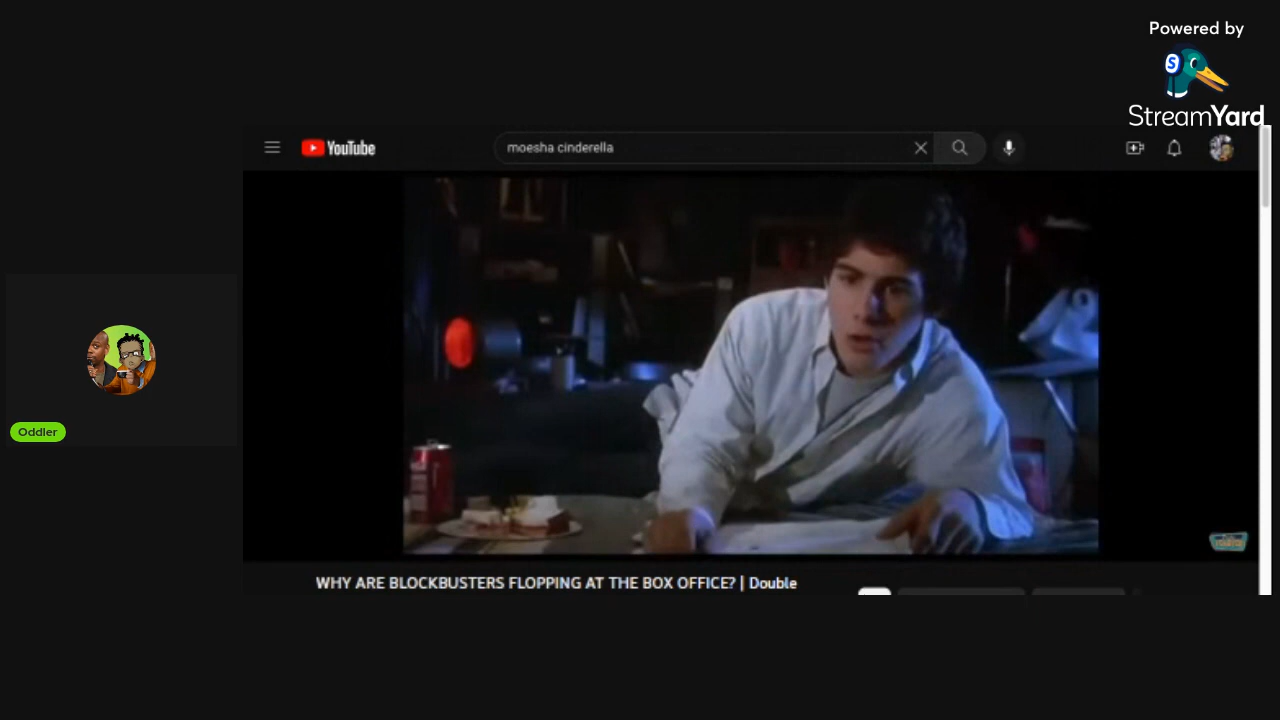 Powered by
StreamYard
YouTube
moesha cinderella
Oddler
WHY ARE BLOCKBUSTERS FLOPPING AT THE BOX OFFICE? | Double